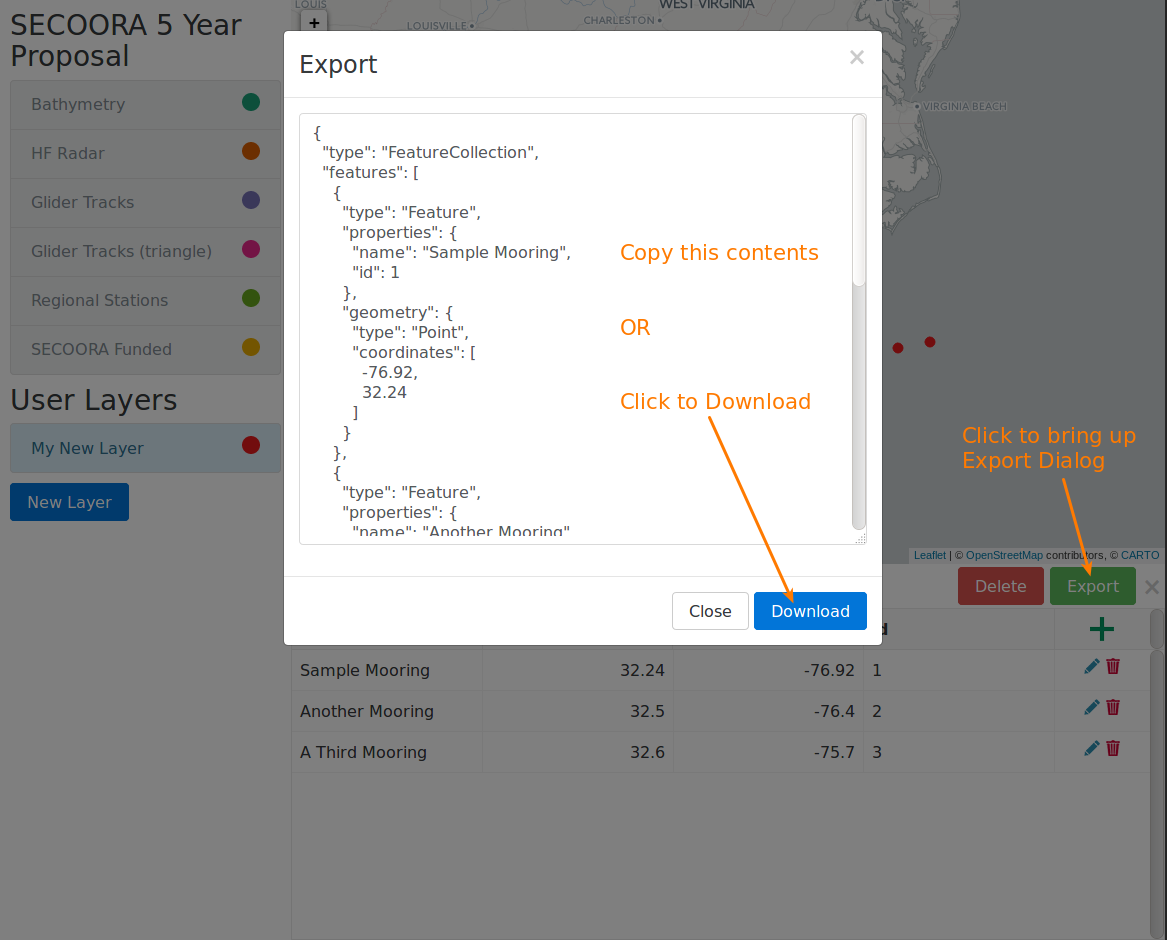 SECOORA 5 Year
Proposal
Bathymetry
HF Radar
Glider Tracks
Glider Tracks (triangle)
Regional Stations
SECOORA Funded
User Layers
My New Layer
New Layer
LOUIS
+
LOUISVILLE
CHARLESTON
WEST VIRGINIA
VIRGINIA BEACH
Export
×
{
"type": "FeatureCollection",
"features": [
{
"type": "Feature",
"properties": {
"name": "Sample Mooring",
"id": 1
},
"geometry": {
"type": "Point",
"coordinates": [
-76.92,
32.24
]
}
},
{
"type": "Feature",
"properties": {
"name": "Another Mooring"
Copy this contents
OR
Click to Download
Close
Download
Click to bring up
Export Dialog
Leaflet | © OpenStreetMap contributors, © CARTO
Delete
Export
×
Sample Mooring 32.24 -76.92 1
Another Mooring 32.5 -76.4 2
A Third Mooring 32.6 -75.7 3